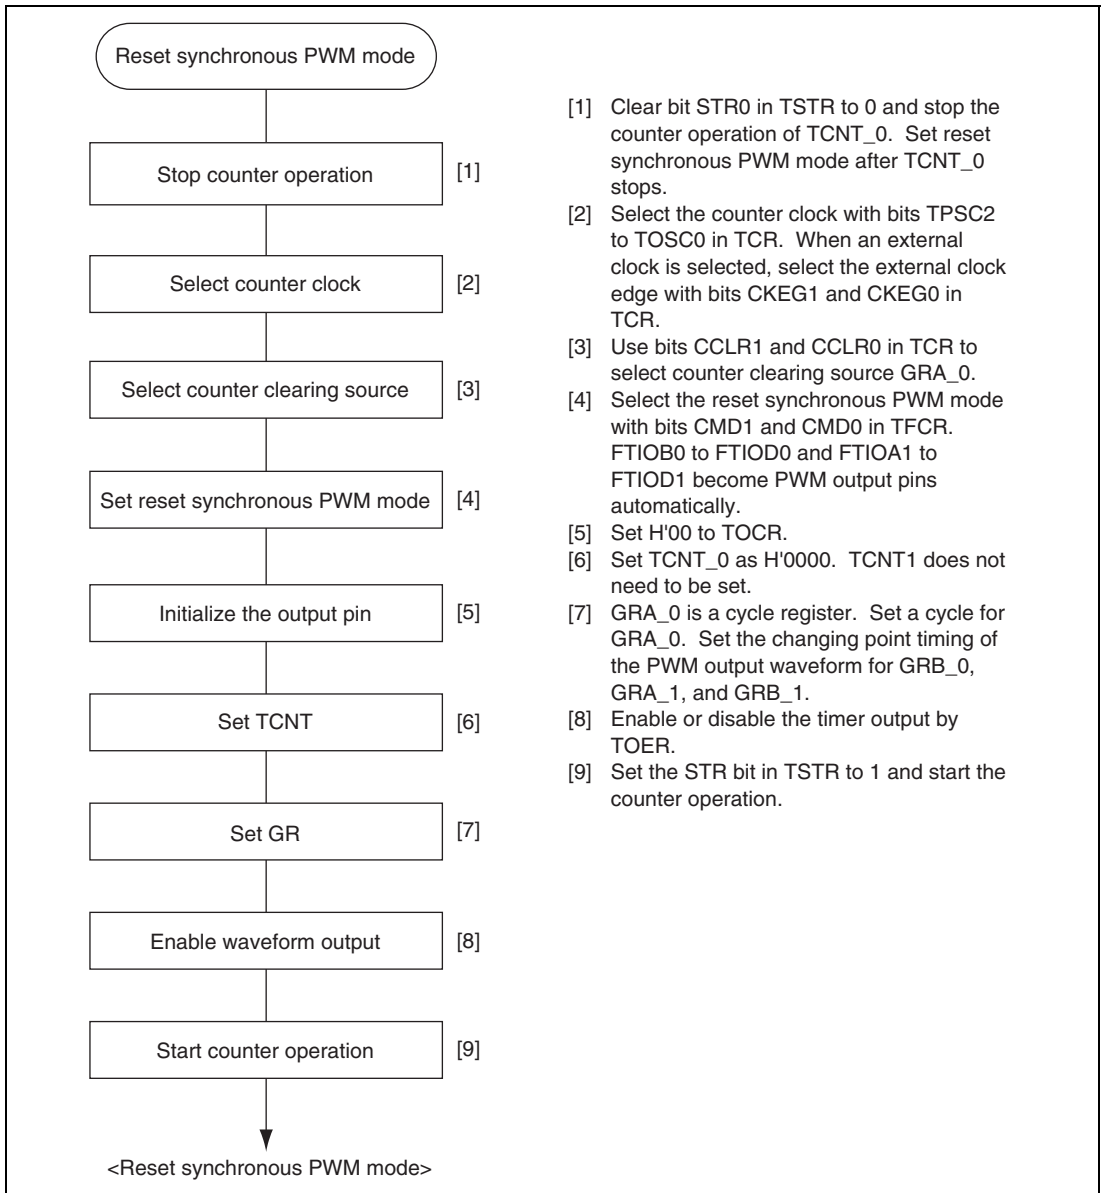 Reset synchronous PWM mode
Stop counter operation
[1]
Select counter clock
[2]
Select counter clearing source
[3]
Set reset synchronous PWM mode
[4]
Initialize the output pin
[5]
Set TCNT
[6]
Set GR
[7]
Enable waveform output
[8]
Start counter operation
[9]
<Reset synchronous PWM mode>
[1] Clear bit STR0 in TSTR to 0 and stop the
counter operation of TCNT_0. Set reset
synchronous PWM mode after TCNT_0
stops.
[2] Select the counter clock with bits TPSC2
to TOSC0 in TCR. When an external
clock is selected, select the external clock
edge with bits CKEG1 and CKEG0 in
TCR.
[3] Use bits CCLR1 and CCLR0 in TCR to
select counter clearing source GRA_0.
[4] Select the reset synchronous PWM mode
with bits CMD1 and CMD0 in TFCR.
FTIOB0 to FTIOD0 and FTIOA1 to
FTIOD1 become PWM output pins
automatically.
[5] Set H'00 to TOCR.
[6] Set TCNT_0 as H'0000. TCNT1 does not
need to be set.
[7] GRA_0 is a cycle register. Set a cycle for
GRA_0. Set the changing point timing of
the PWM output waveform for GRB_0,
GRA_1, and GRB_1.
[8] Enable or disable the timer output by
TOER.
[9] Set the STR bit in TSTR to 1 and start the
counter operation.